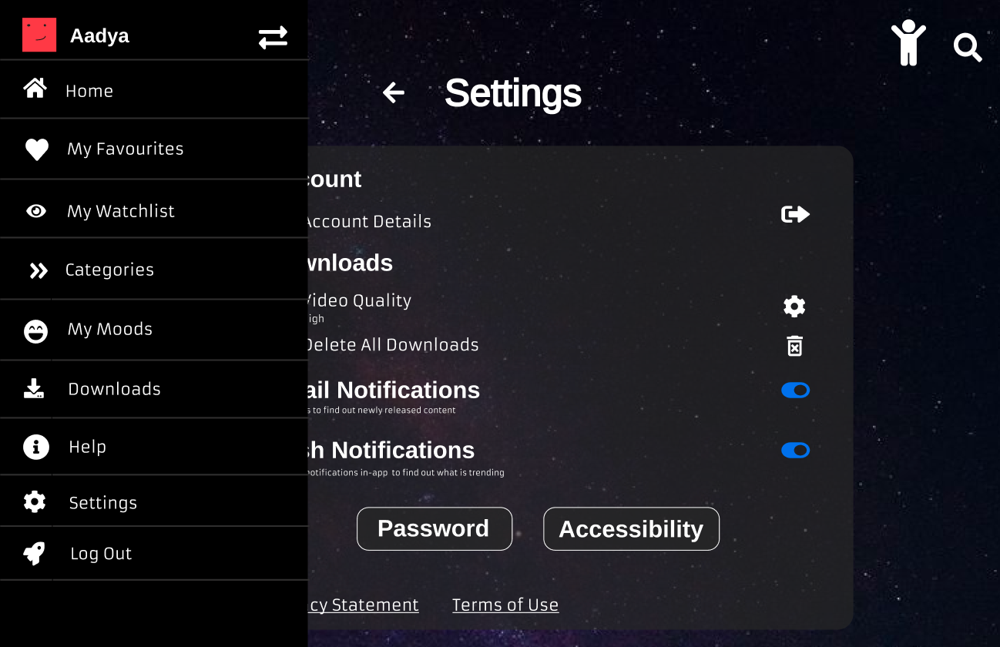 Aadya
Home
My Favourites
My Watchlist
Categories
My Moods
Downloads
Help
Settings
Log Out
Settings
count
Account Details
wnloads
Video Quality
igh
Delete All Downloads
ail Notifications
s to find out newly released content
sh Notifications
notifications in-app to find out what is trending
Password
Accessibility
cy Statement
Terms of Use